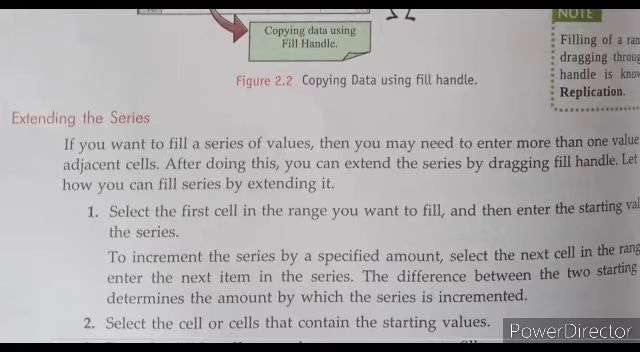 Copying data using
Fill Handle.
Figure 2.2 Copying Data using fill handle.
NOTE
Filling of a ran
dragging throug
handle is know
Replication.
Extending the Series
If you want to fill a series of values, then you may need to enter more than one value
adjacent cells. After doing this, you can extend the series by dragging fill handle. Let
how you can fill series by extending it.
1. Select the first cell in the range you want to fill, and then enter the starting val
the series.
To increment the series by a specified amount, select the next cell in the rang
enter the next item in the series. The difference between the two starting
determines the amount by which the series is incremented.
2. Select the cell or cells that contain the starting values.
PowerDirector